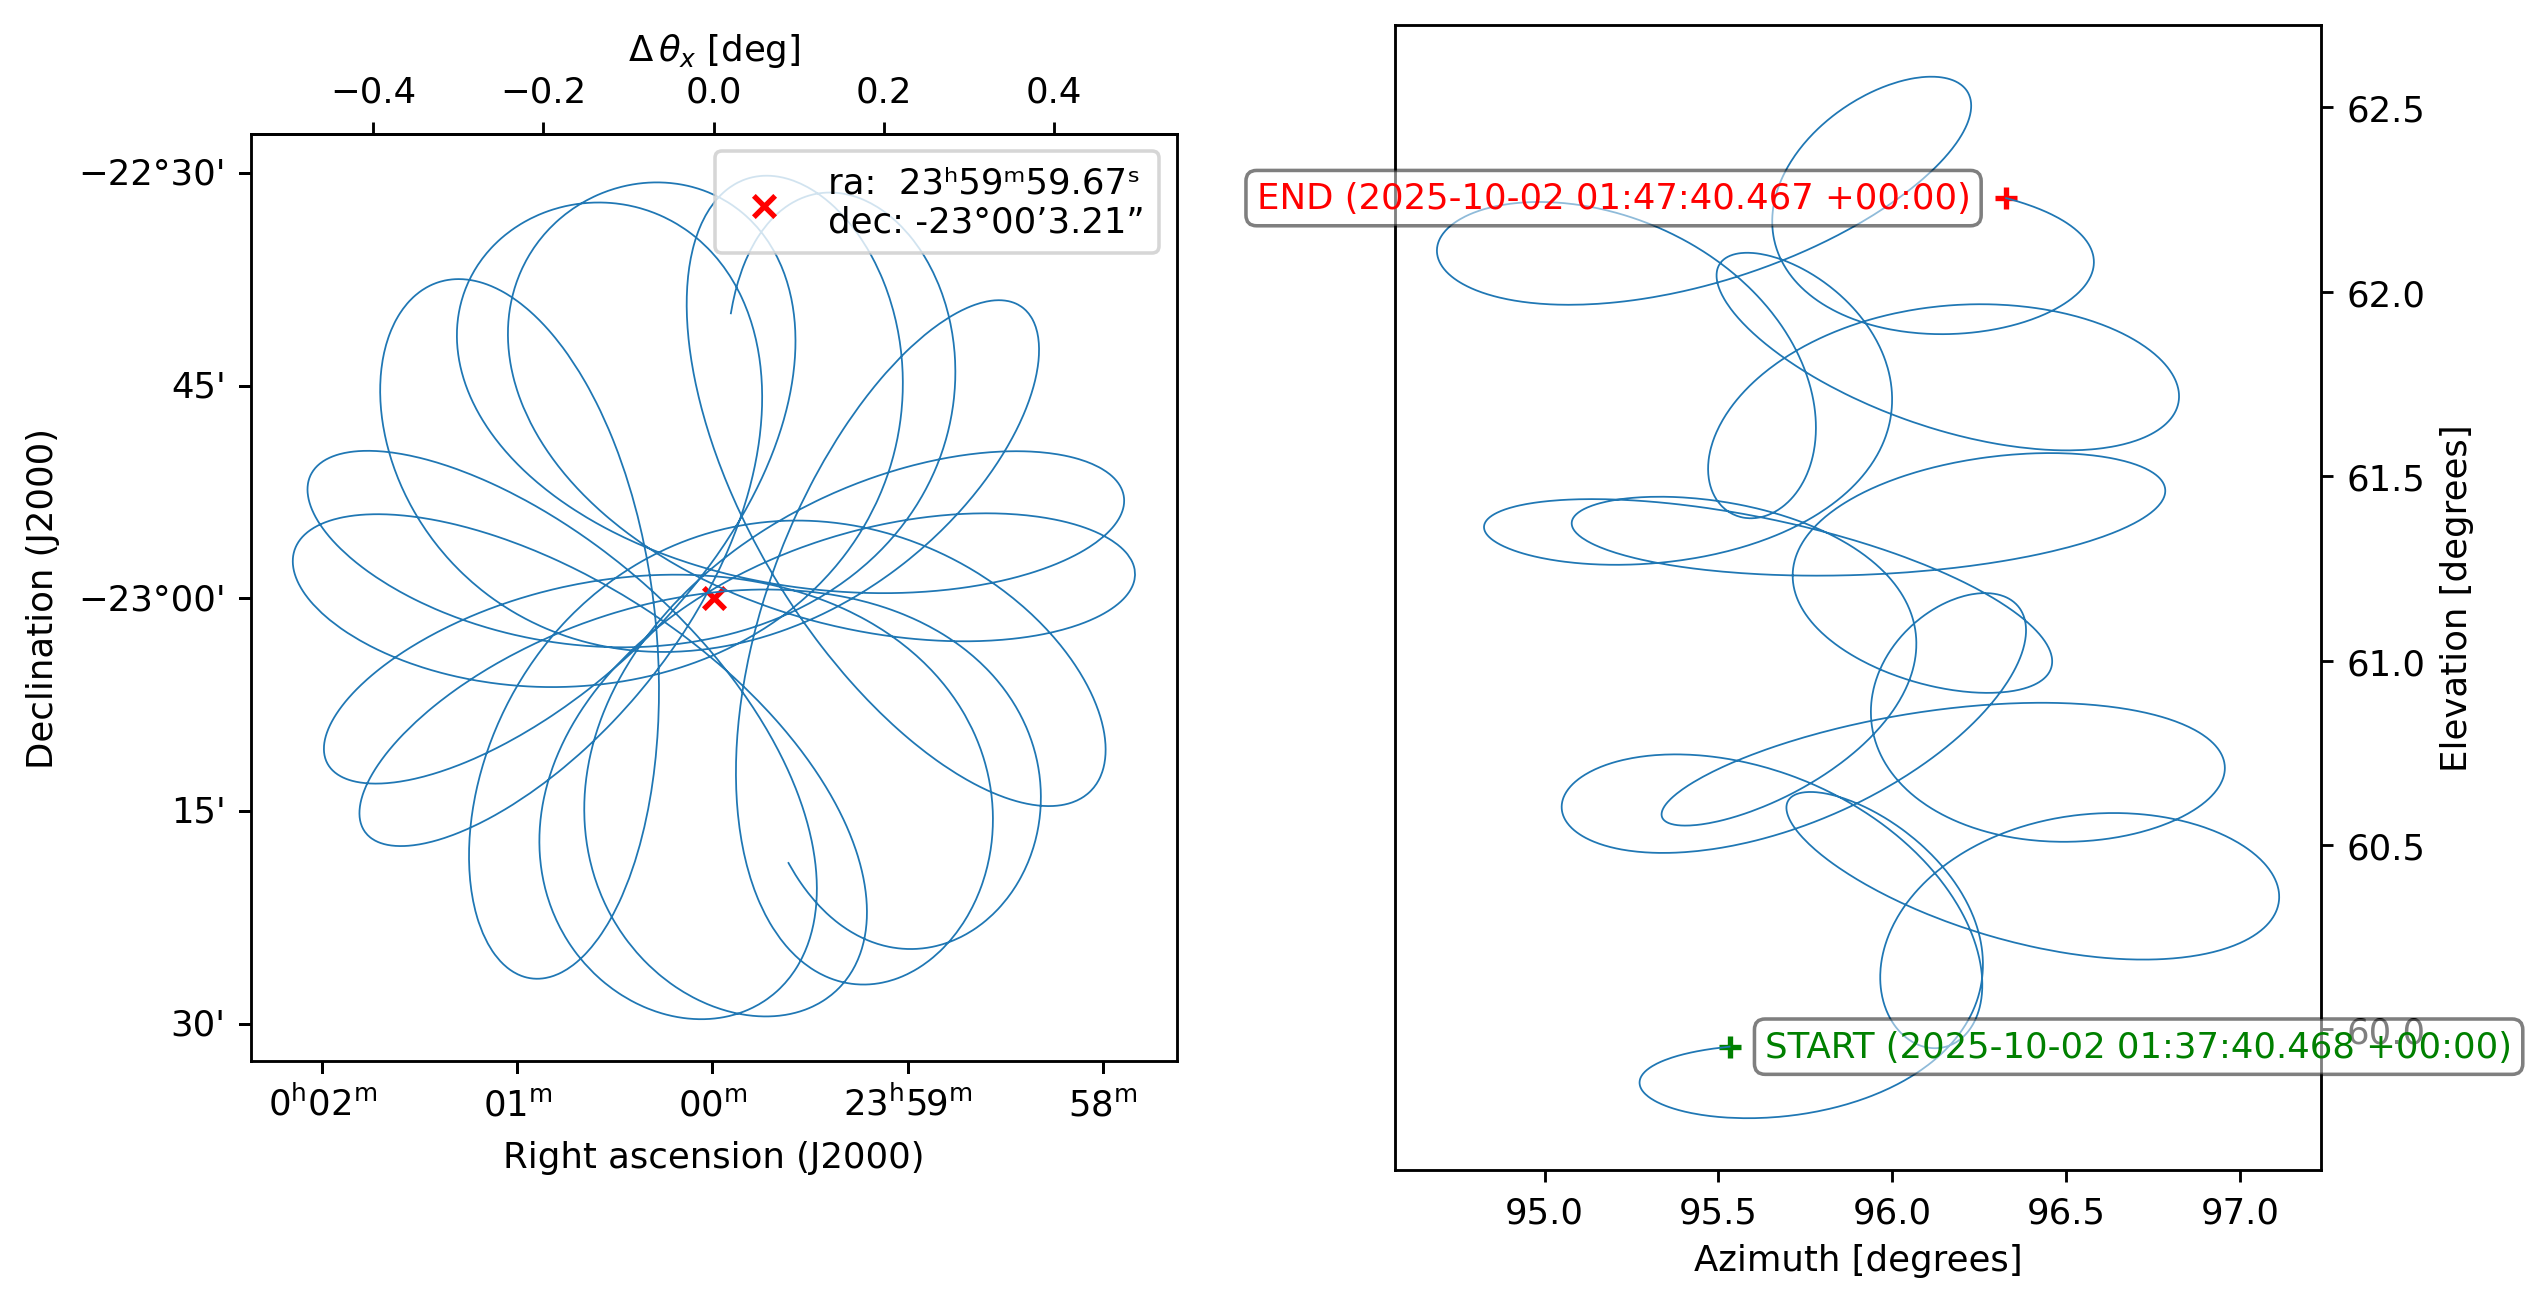 Δ θx [deg]
−0.4 −0.2 0.0 0.2 0.4
ra: 23ʰ59ᵐ59.67ˢ
dec: -23°00’3.21”
−22°30'
45'
−23°00'
15'
30'
Declination (J2000)
0ʰ02ᵐ 01ᵐ 00ᵐ 23ʰ59ᵐ 58ᵐ
Right ascension (J2000)
END (2025-10-02 01:47:40.467 +00:00)
START (2025-10-02 01:37:40.468 +00:00)
62.5
62.0
61.5
61.0
60.5
60.0
Elevation [degrees]
95.0 95.5 96.0 96.5 97.0
Azimuth [degrees]